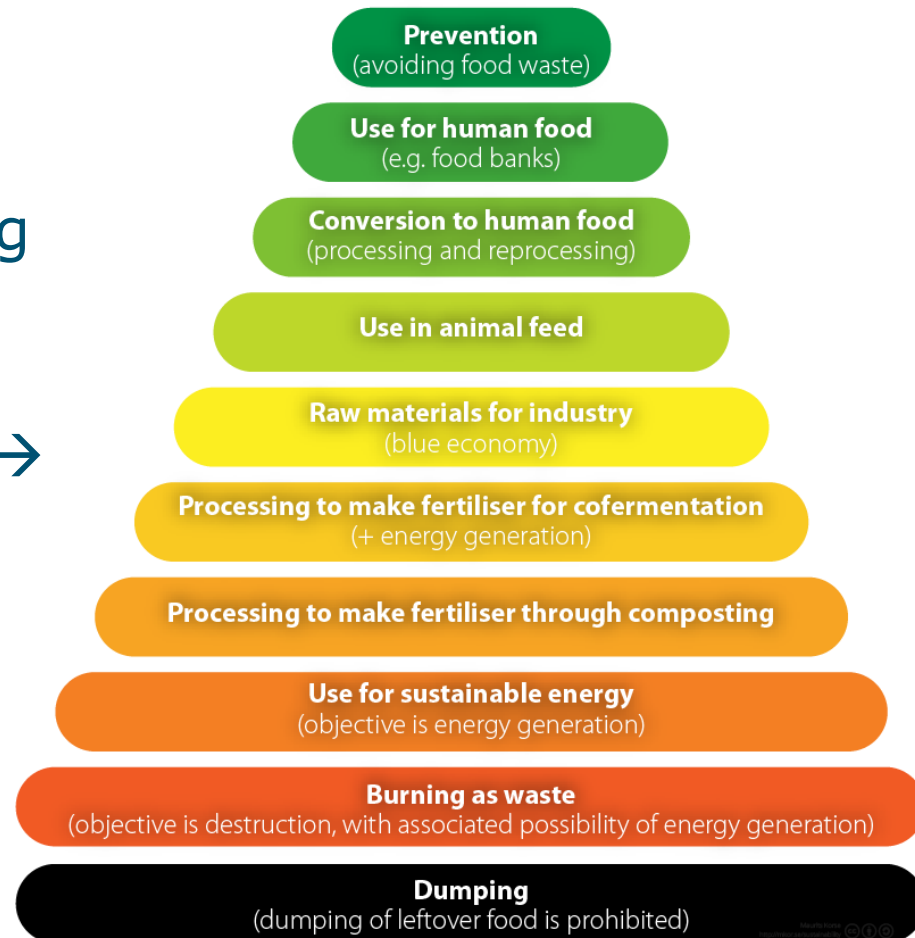 Prevention
(avoiding food waste)
Use for human food
(e.g. food banks)
g
Conversion to human food
(processing and reprocessing)
Use in animal feed
Raw materials for industry
(blue economy)
→
Processing to make fertiliser for cofermentation
(+ energy generation)
Processing to make fertiliser through composting
Use for sustainable energy
(objective is energy generation)
Burning as waste
(objective is destruction, with associated possibility of energy generation)
Dumping
(dumping of leftover food is prohibited)